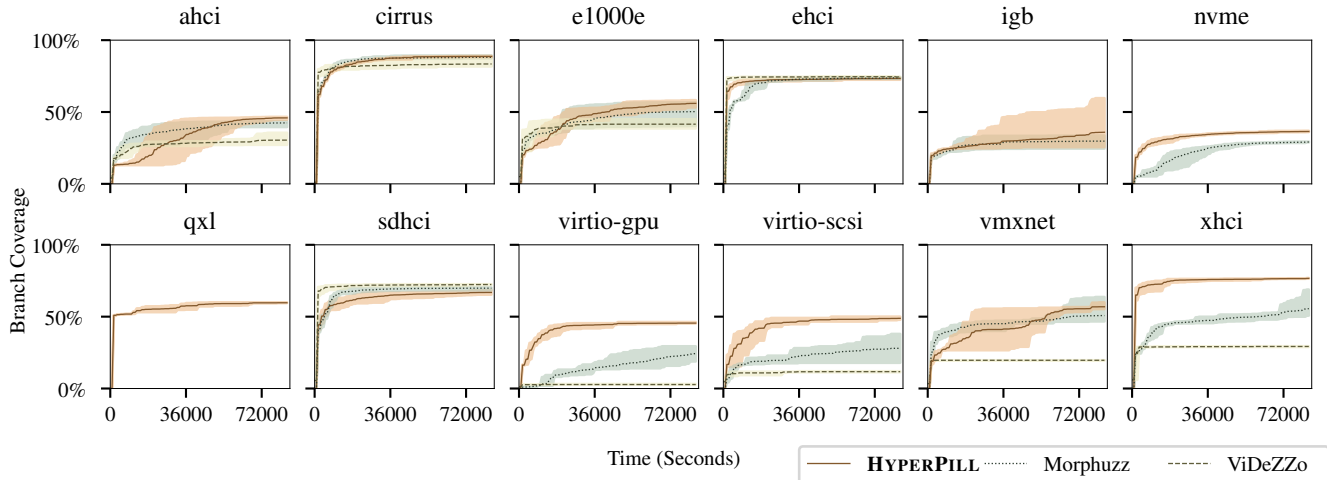 ahci cirrus e1000e ehci igb nvme
100%
50%
0%
qxl sdhci virtio-gpu virtio-scsi vmxnet xhci
100%
50%
0%
0 36000 72000 0 36000 72000 0 36000 72000 0 36000 72000 0 36000 72000 0 36000 72000
Branch Coverage
Time (Seconds)
HYPERPILL Morphuzz ViDeZZo